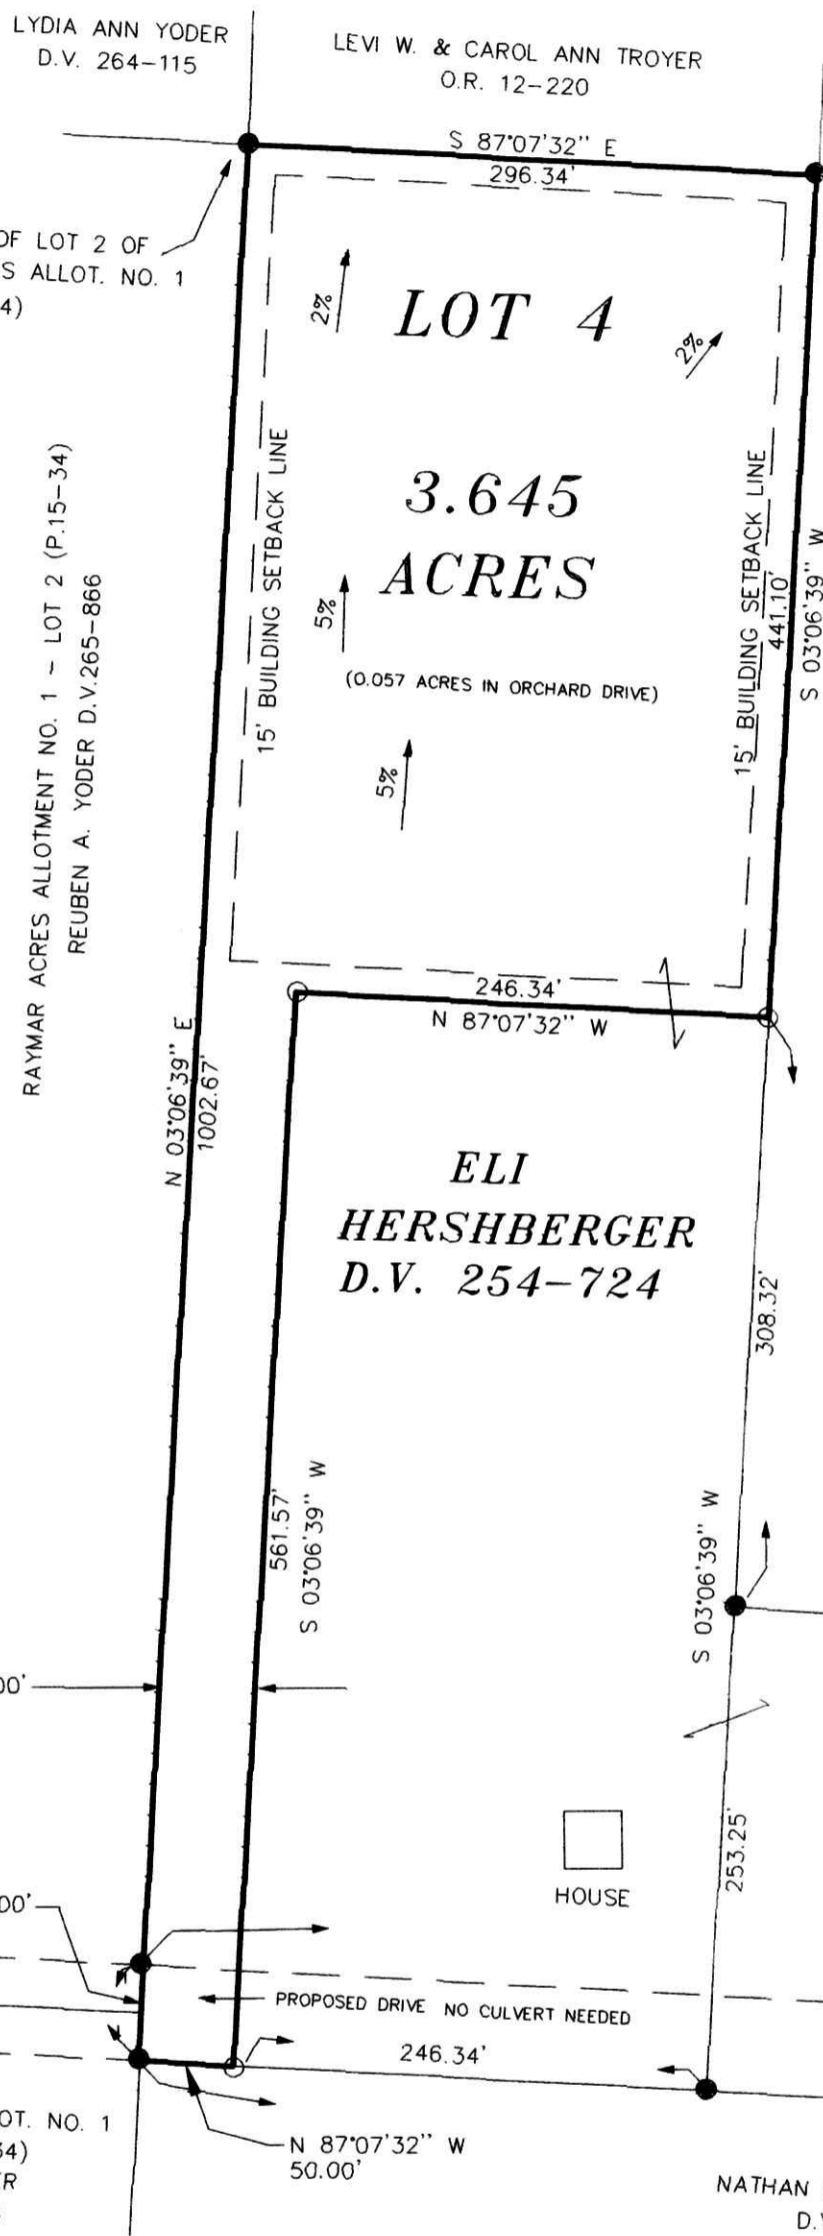 LYDIA ANN YODER
D.V. 264-115
LEVI W. & CAROL ANN TROYER
O.R. 12-220
S 87°07'32" E
296.34'
OF LOT 2 OF
S ALLOT. NO. 1
4)
2%
LOT 4
2%
3.645
ACRES
(0.057 ACRES IN ORCHARD DRIVE)
5%
5%
15' BUILDING SETBACK LINE
15' BUILDING SETBACK LINE
441.10'
S 03°06'39" W
RAYMAR ACRES ALLOTMENT NO. 1 - LOT 2 (P.15-34)
REUBEN A. YODER D.V.265-866
246.34'
N 87°07'32" W
N 03°06'39" E
1002.67'
ELI
HERSHBERGER
D.V. 254-724
308.32'
561.57'
S 03°06'39" W
S 03°06'39" W
00'
253.25'
HOUSE
00'
PROPOSED DRIVE NO CULVERT NEEDED
246.34'
OT. NO. 1
34)
ER
N 87°07'32" W
50.00'
NATHAN
D.V